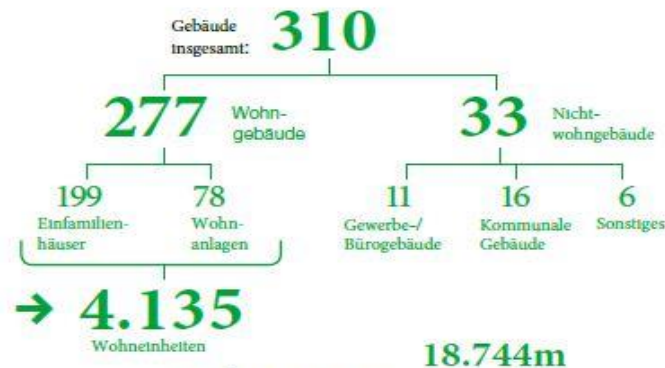 Gebäude
insgesamt: 310
277 Wohn-
gebäude
33 Nicht-
wohngebäude
199
Einfamilien-
häuser
78
Wohn-
anlagen
11
Gewerbe-/
Bürogebäude
16
Kommunale
Gebäude
6
Sonstiges
→ 4.135
Wohneinheiten
18.744m